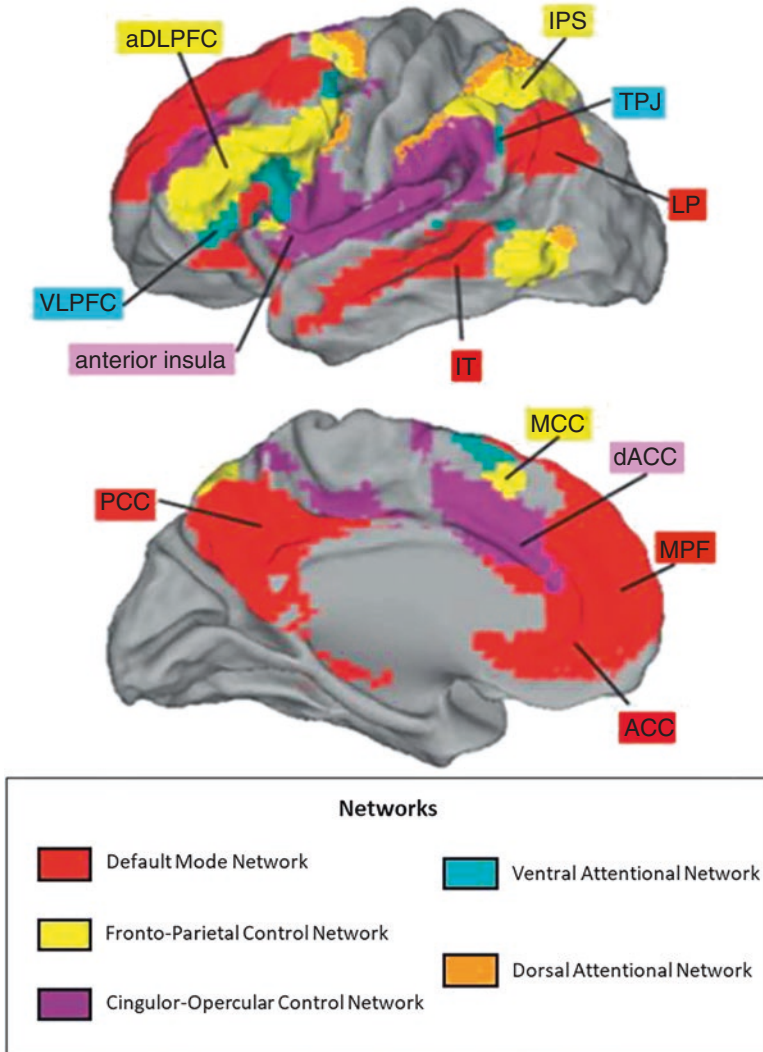 aDLPFC
IPS
TPJ
LP
VLPFC
anterior insula
IT
MCC
dACC
PCC
MPF
ACC
Networks
Default Mode Network
Ventral Attentional Network
Fronto-Parietal Control Network
Dorsal Attentional Network
Cingulor-Opercular Control Network